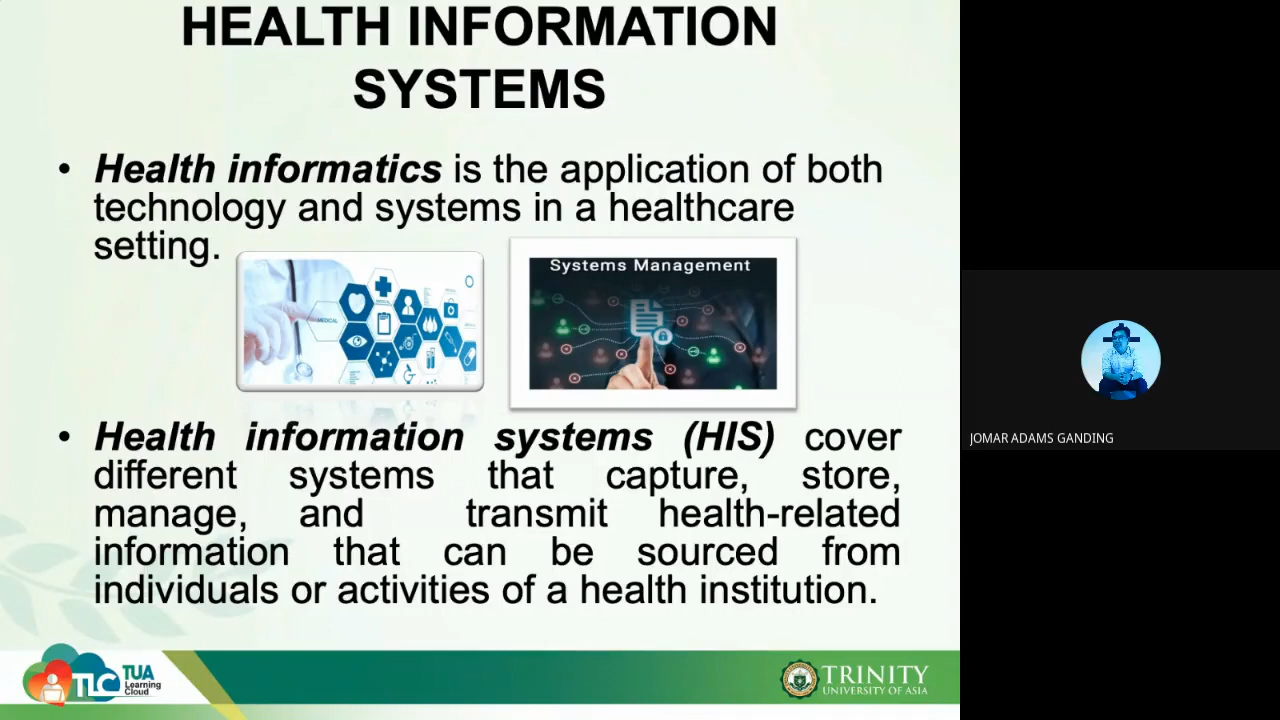 HEALTH INFORMATION
SYSTEMS
• Health informatics is the application of both
technology and systems in a healthcare
setting.
MEDICAL
MEDICAL
Systems Management
• Health information systems (HIS) cover
different systems that capture, store,
manage, and transmit health-related
information that can be sourced from
individuals or activities of a health institution.
JOMAR ADAMS GANDING
TLC TUA
Learning
Cloud
TRINITY
UNIVERSITY OF ASIA